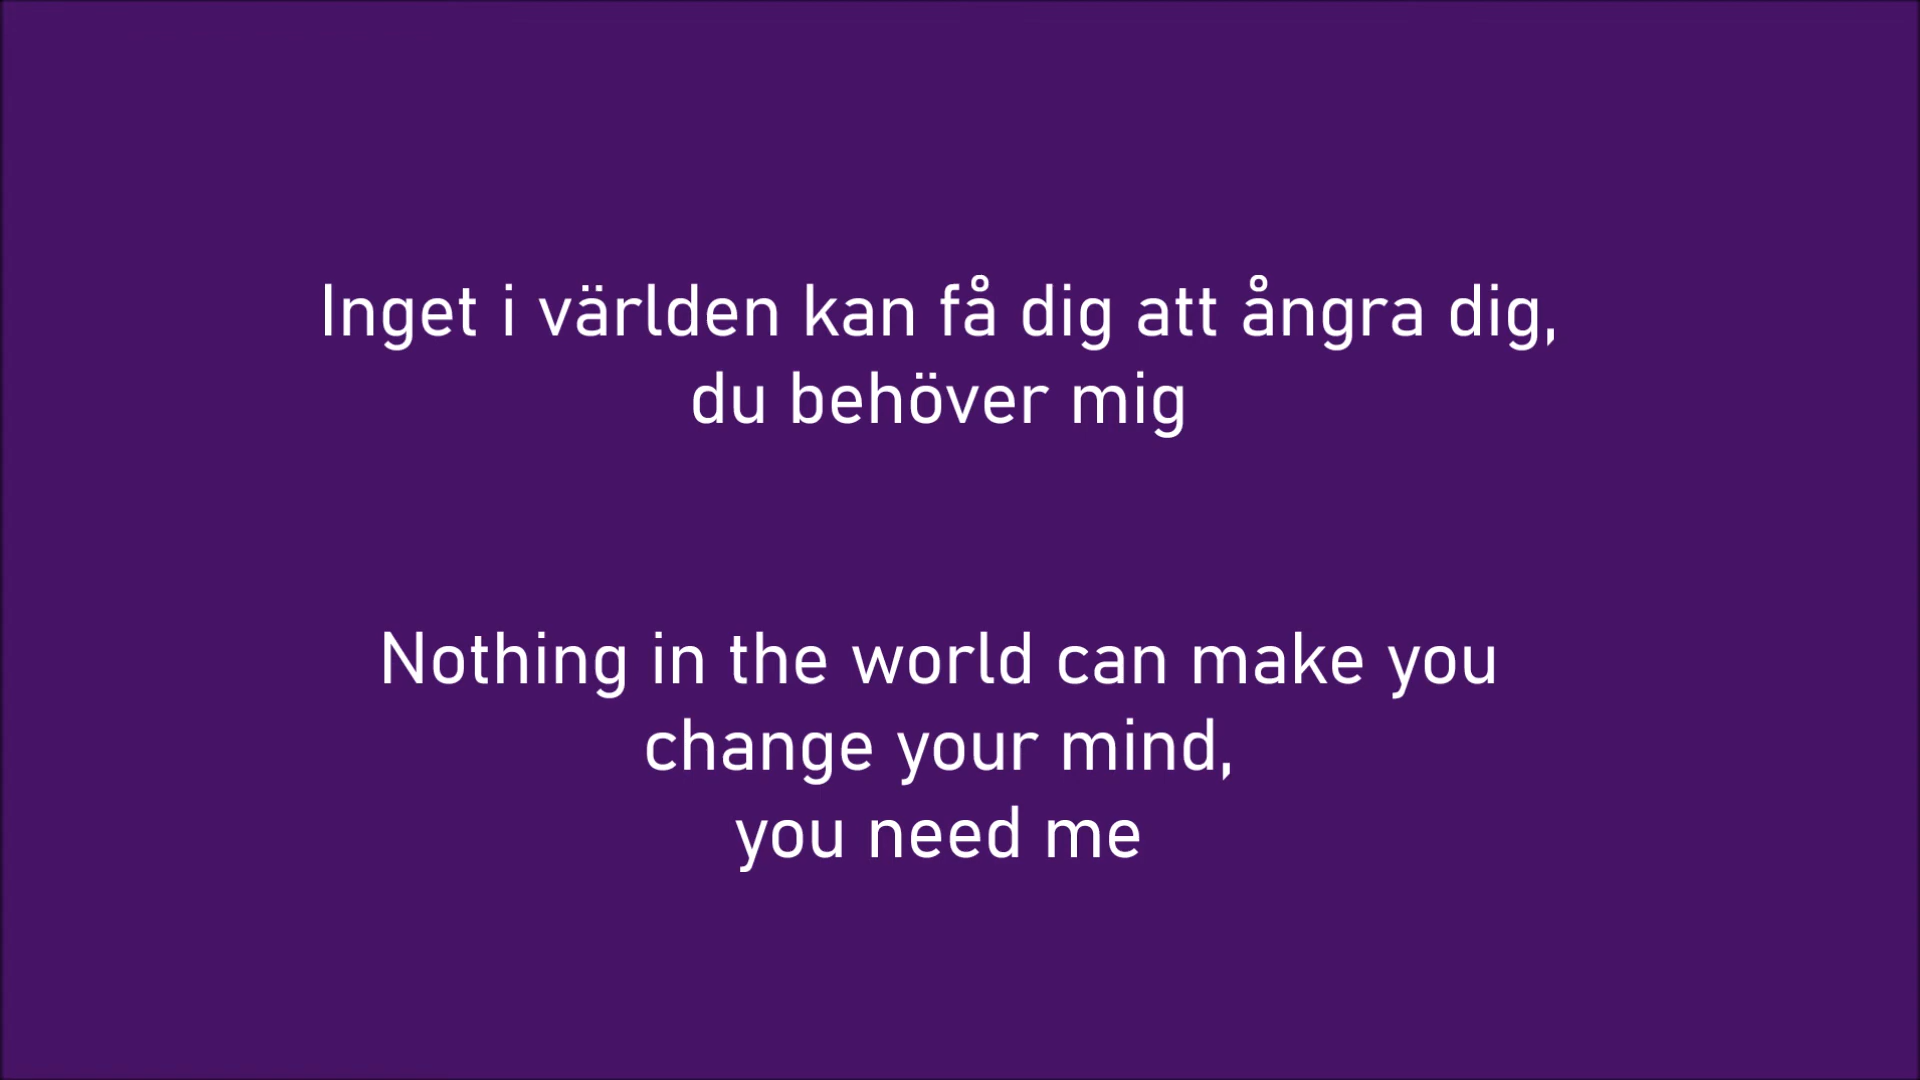 Inget i världen kan få dig att ångra dig,
du behöver mig
Nothing in the world can make you
change your mind,
you need me